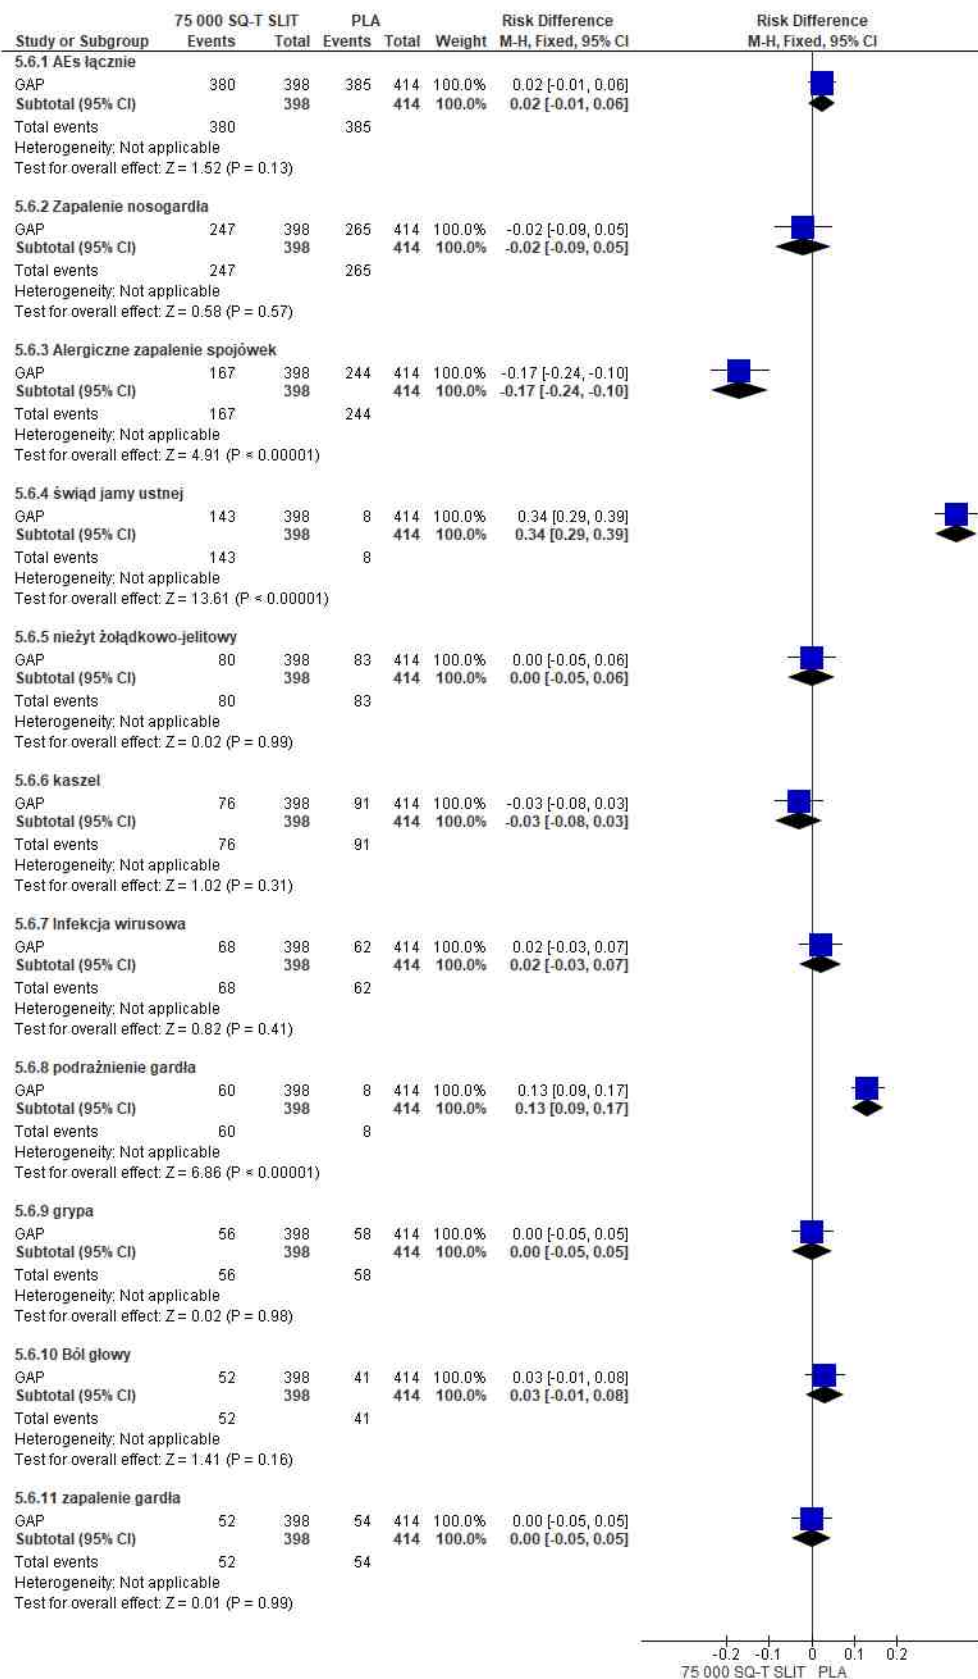 75 000 SQ-T SLIT PLA Risk Difference Risk Difference
Study or Subgroup Events Total Events Total Weight M-H, Fixed, 95% CI M-H, Fixed, 95% CI
5.6.1 AEs łącznie
GAP 380 398 385 414 100.0% 0.02 [-0.01, 0.06]
Subtotal (95% CI) 398 414 100.0% 0.02 [-0.01, 0.06]
Total events 380 385
Heterogeneity: Not applicable
Test for overall effect: Z = 1.52 (P = 0.13)
5.6.2 Zapalenie nosogardła
GAP 247 398 265 414 100.0% -0.02 [-0.09, 0.05]
Subtotal (95% CI) 398 414 100.0% -0.02 [-0.09, 0.05]
Total events 247 265
Heterogeneity: Not applicable
Test for overall effect: Z = 0.58 (P = 0.57)
5.6.3 Alergiczne zapalenie spojówek
GAP 167 398 244 414 100.0% -0.17 [-0.24, -0.10]
Subtotal (95% CI) 398 414 100.0% -0.17 [-0.24, -0.10]
Total events 167 244
Heterogeneity: Not applicable
Test for overall effect: Z = 4.91 (P < 0.00001)
5.6.4 świąd jamy ustnej
GAP 143 398 8 414 100.0% 0.34 [0.29, 0.39]
Subtotal (95% CI) 398 414 100.0% 0.34 [0.29, 0.39]
Total events 143 8
Heterogeneity: Not applicable
Test for overall effect: Z = 13.61 (P < 0.00001)
5.6.5 nieżyt żołądkowo-jelitowy
GAP 80 398 83 414 100.0% 0.00 [-0.05, 0.06]
Subtotal (95% CI) 398 414 100.0% 0.00 [-0.05, 0.06]
Total events 80 83
Heterogeneity: Not applicable
Test for overall effect: Z = 0.02 (P = 0.99)
5.6.6 kaszel
GAP 76 398 91 414 100.0% -0.03 [-0.08, 0.03]
Subtotal (95% CI) 398 414 100.0% -0.03 [-0.08, 0.03]
Total events 76 91
Heterogeneity: Not applicable
Test for overall effect: Z = 1.02 (P = 0.31)
5.6.7 Infekcja wirusowa
GAP 68 398 62 414 100.0% 0.02 [-0.03, 0.07]
Subtotal (95% CI) 398 414 100.0% 0.02 [-0.03, 0.07]
Total events 68 62
Heterogeneity: Not applicable
Test for overall effect: Z = 0.82 (P = 0.41)
5.6.8 podrażnienie gardła
GAP 60 398 8 414 100.0% 0.13 [0.09, 0.17]
Subtotal (95% CI) 398 414 100.0% 0.13 [0.09, 0.17]
Total events 60 8
Heterogeneity: Not applicable
Test for overall effect: Z = 6.86 (P < 0.00001)
5.6.9 grypa
GAP 56 398 58 414 100.0% 0.00 [-0.05, 0.05]
Subtotal (95% CI) 398 414 100.0% 0.00 [-0.05, 0.05]
Total events 56 58
Heterogeneity: Not applicable
Test for overall effect: Z = 0.02 (P = 0.98)
5.6.10 Ból głowy
GAP 52 398 41 414 100.0% 0.03 [-0.01, 0.08]
Subtotal (95% CI) 398 414 100.0% 0.03 [-0.01, 0.08]
Total events 52 41
Heterogeneity: Not applicable
Test for overall effect: Z = 1.41 (P = 0.16)
5.6.11 zapalenie gardła
GAP 52 398 54 414 100.0% 0.00 [-0.05, 0.05]
Subtotal (95% CI) 398 414 100.0% 0.00 [-0.05, 0.05]
Total events 52 54
Heterogeneity: Not applicable
Test for overall effect: Z = 0.01 (P = 0.99)
-0.2 -0.1 0 0.1 0.2
75 000 SQ-T SLIT PLA